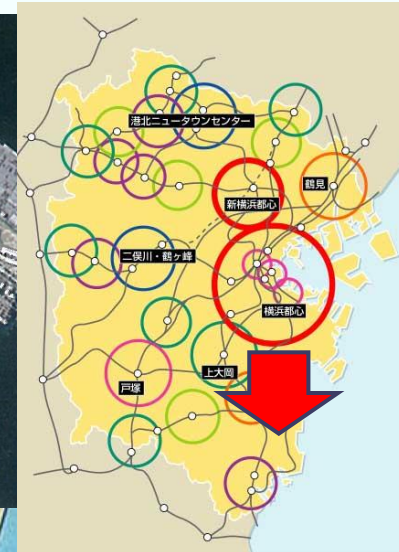 港北ニュータウンセンター
新横浜都心
鶴見
二俣川・鶴ヶ峰
横浜都心
上大岡
戸塚